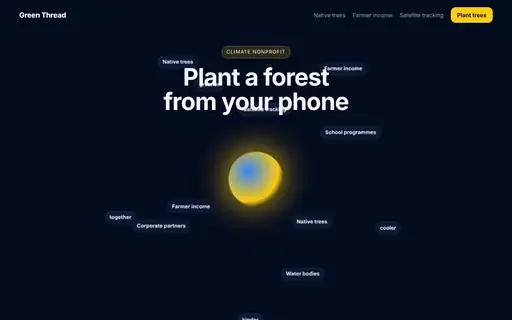 Green Thread
Native trees
Farmer income
Satellite tracking
Plant trees
CLIMATE NONPROFIT
Native trees
Farmer income
Plant a forest
from your phone
School programmes
Farmer income
together
Corporate partners
Native trees
cooler
Water bodies